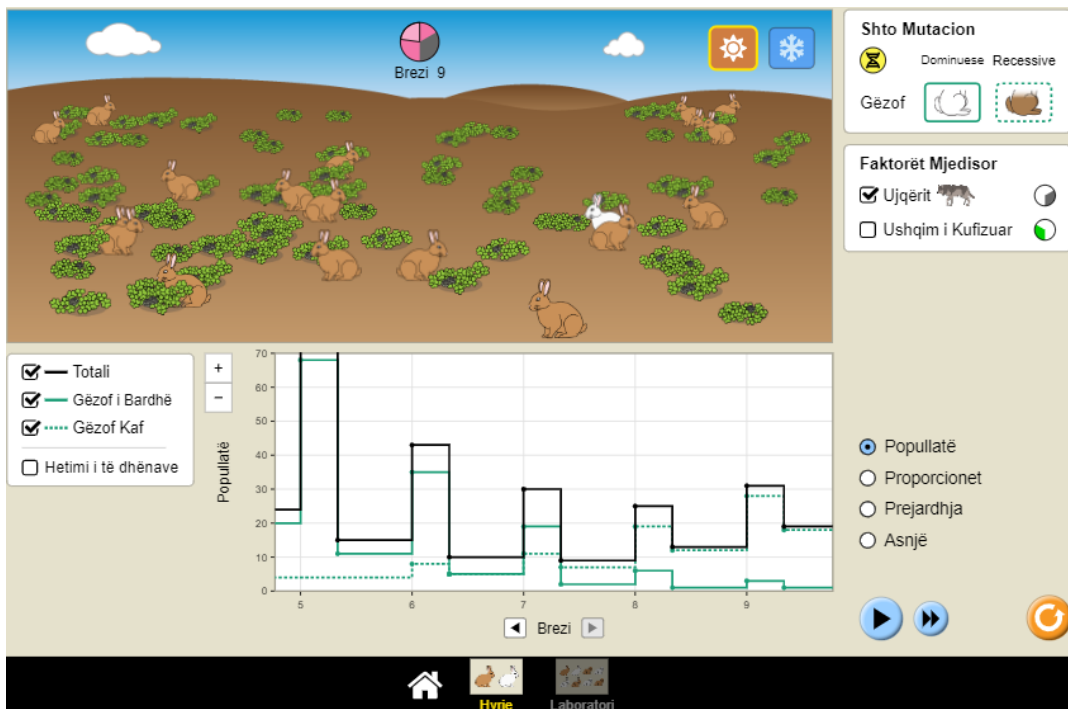 Brezi 9
Shto Mutacion
Dominuese Recessive
Gëzof
Faktorët Mjedisor
Ujqërit
Ushqim i Kufizuar
Totali
Gëzof i Bardhë
Gëzof Kaf
Hetimi i të dhënave
+
−
Popullatë
70
60
50
40
30
20
10
0
5 6 7 8 9
Brezi
Popullatë
Proporcionet
Prejardhja
Asnjë
Hyrje
Laboratori